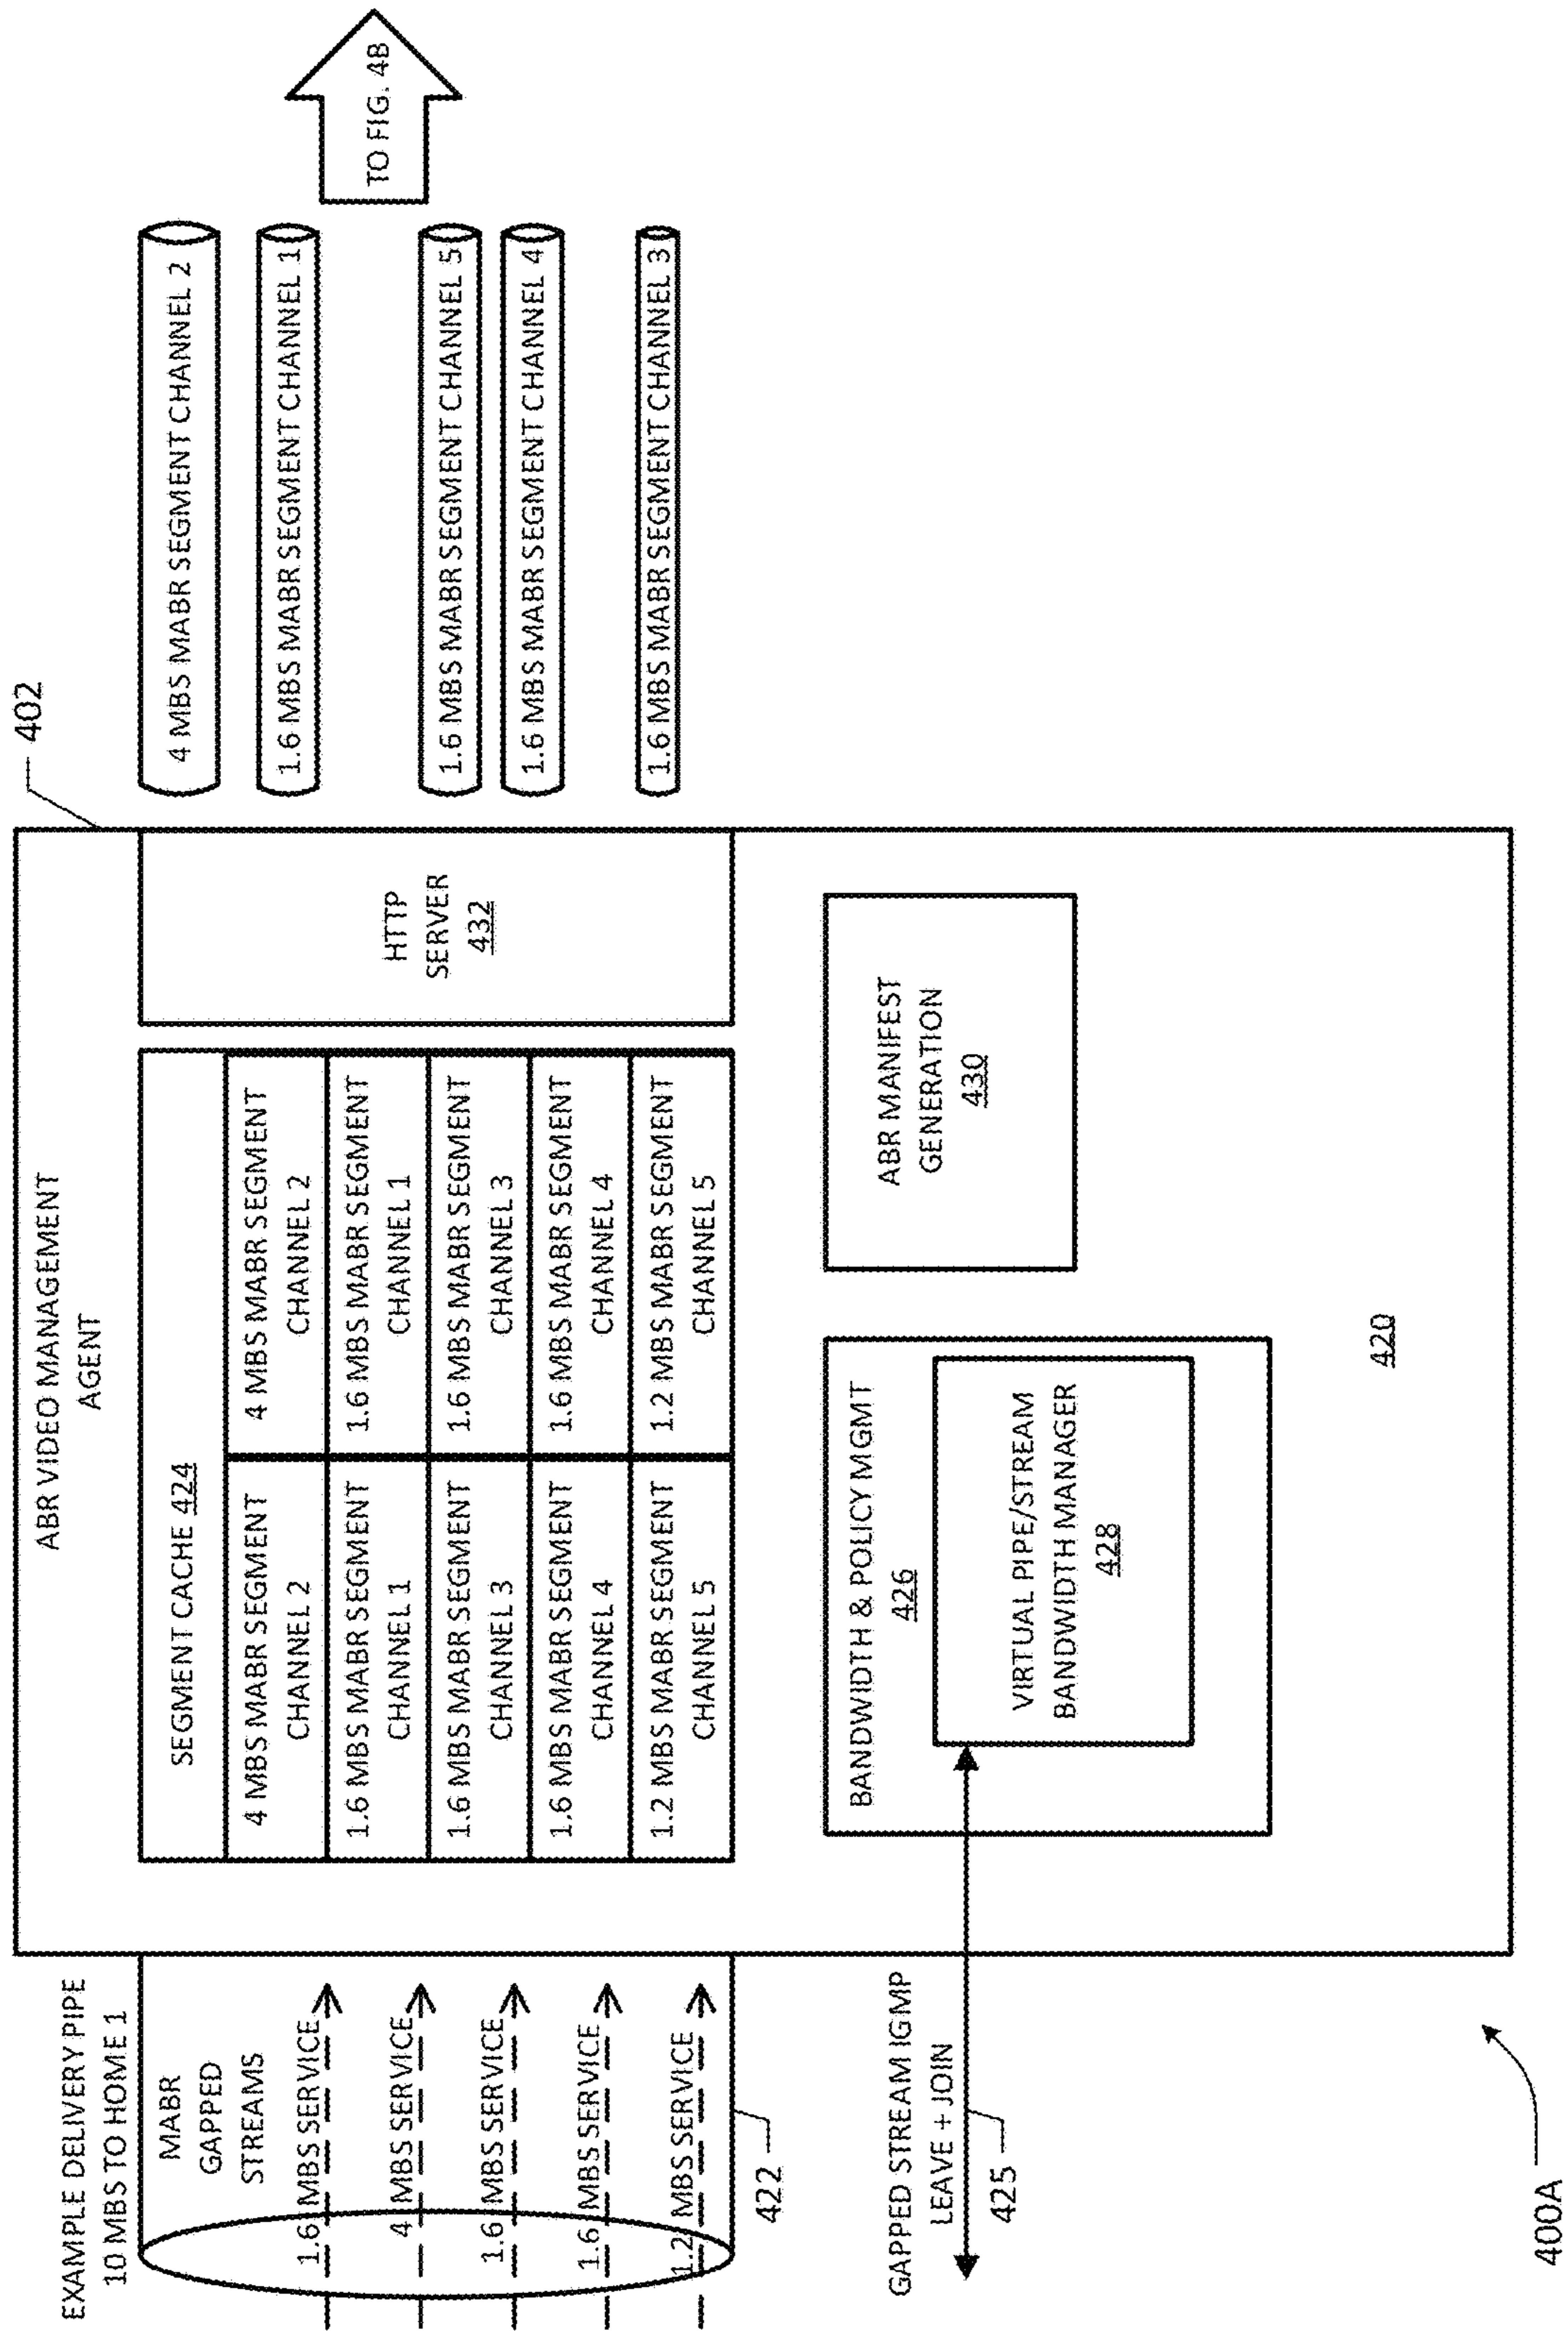 EXAMPLE DELIVERY PIPE
10 MBS TO HOME 1
MABR
GAPPED
STREAMS
1.6 MBS SERVICE
4 MBS SERVICE
1.6 MBS SERVICE
1.6 MBS SERVICE
1.2 MBS SERVICE
422
GAPPED STREAM IGMP
LEAVE + JOIN
425
400A
ABR VIDEO MANAGEMENT
AGENT
402
SEGMENT CACHE 424
4 MBS MABR SEGMENT
CHANNEL 2
4 MBS MABR SEGMENT
CHANNEL 2
1.6 MBS MABR SEGMENT
CHANNEL 1
1.6 MBS MABR SEGMENT
CHANNEL 1
1.6 MBS MABR SEGMENT
CHANNEL 3
1.6 MBS MABR SEGMENT
CHANNEL 3
1.6 MBS MABR SEGMENT
CHANNEL 4
1.6 MBS MABR SEGMENT
CHANNEL 4
1.2 MBS MABR SEGMENT
CHANNEL 5
1.2 MBS MABR SEGMENT
CHANNEL 5
HTTP
SERVER
432
BANDWIDTH & POLICY MGMT
426
VIRTUAL PIPE/STREAM
BANDWIDTH MANAGER
428
ABR MANIFEST
GENERATION
430
420
4 MBS MABR SEGMENT CHANNEL 2
1.6 MBS MABR SEGMENT CHANNEL 1
1.6 MBS MABR SEGMENT CHANNEL 5
1.6 MBS MABR SEGMENT CHANNEL 4
1.6 MBS MABR SEGMENT CHANNEL 3
TO FIG. 4B